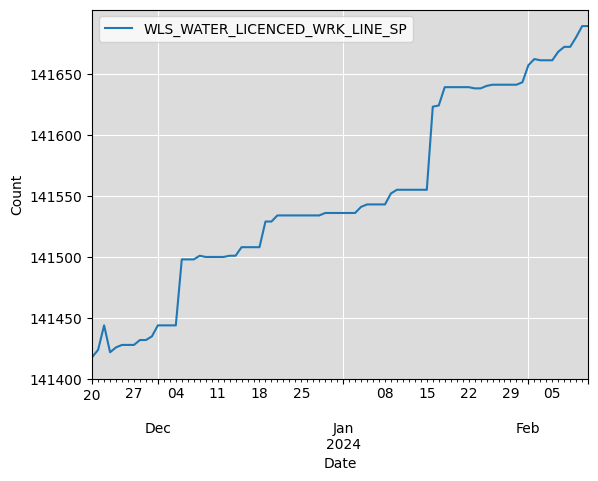 WLS_WATER_LICENCED_WRK_LINE_SP
141650
141600
141550
141500
141450
141400
Count
20 27 04 11 18 25 08 15 22 29 05
Dec Jan Feb
2024
Date